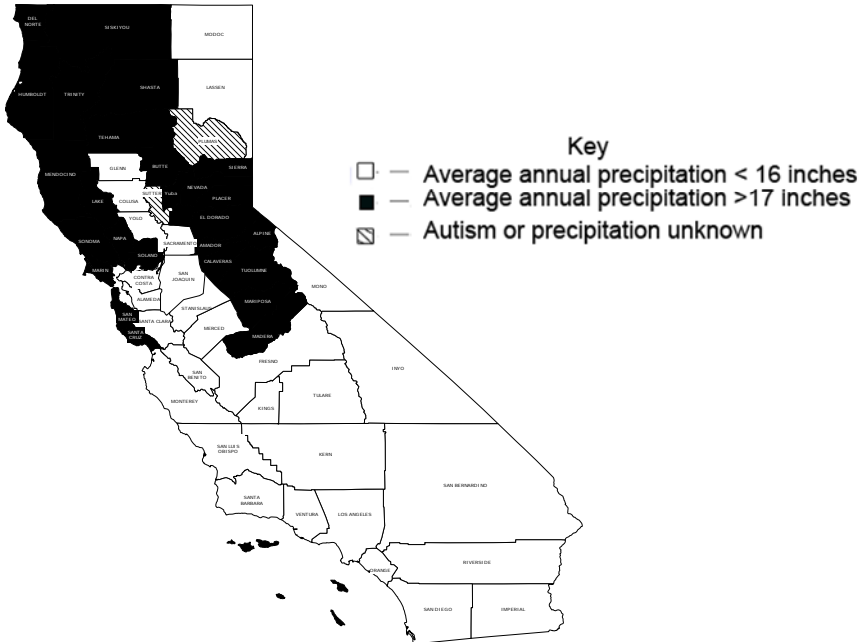 DEL
NORTE
SISKIYOU
MODOC
HUMBOLDT
TRINITY
SHASTA
LASSEN
TEHAMA
PLUMAS
MENDOCINO
GLENN
BUTTE
SIERRA
LAKE
COLUSA
SUTTER
Yuba
NEVADA
PLACER
YOLO
EL DORADO
SONOMA
NAPA
SACRAMENTO
AMADOR
ALPINE
SOLANO
CALAVERAS
MARIN
CONTRA
COSTA
SAN
JOAQUIN
TUOLUMNE
MONO
ALAMEDA
STANISLAUS
MARIPOSA
SAN
MATEO
SANTA CLARA
MERCED
SANTA
CRUZ
MADERA
FRESNO
INYO
SAN
BENITO
MONTEREY
KINGS
TULARE
SAN LUIS
OBISPO
KERN
SAN BERNARDINO
SANTA
BARBARA
VENTURA
LOS ANGELES
ORANGE
RIVERSIDE
SAN DIEGO
IMPERIAL
Key
— Average annual precipitation < 16 inches
— Average annual precipitation >17 inches
— Autism or precipitation unknown